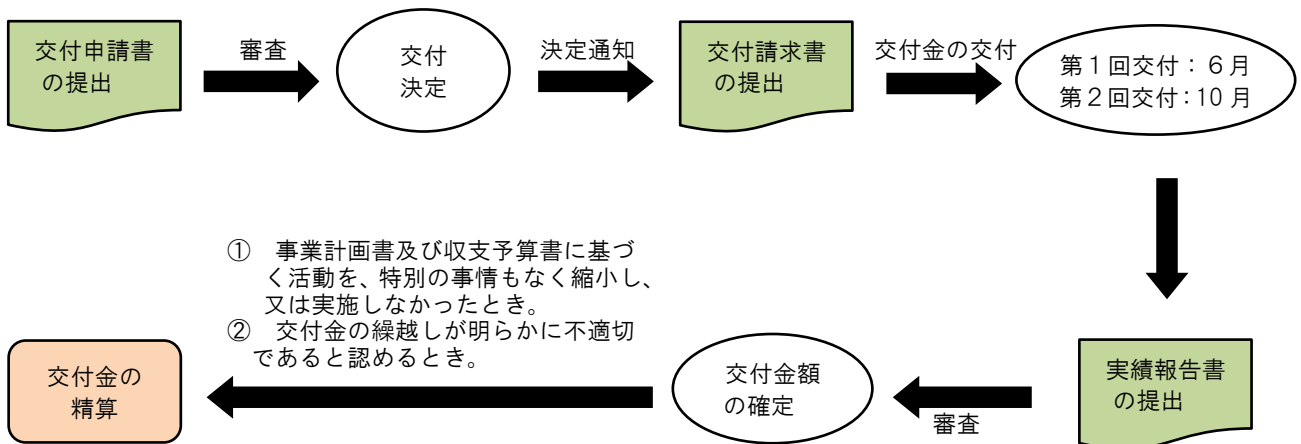 交付申請書
の提出
審査
交付
決定
決定通知
交付請求書
の提出
交付金の交付
第1回交付：6月
第2回交付：10月
① 事業計画書及び収支予算書に基づ
く活動を、特別の事情もなく縮小し、
又は実施しなかったとき。
② 交付金の繰越しが明らかに不適切
であると認めるとき。
交付金の
精算
交付金額
の確定
審査
実績報告書
の提出